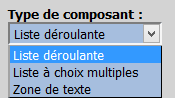 Type de composant :
Liste déroulante
Liste déroulante
Liste à choix multiples
Zone de texte